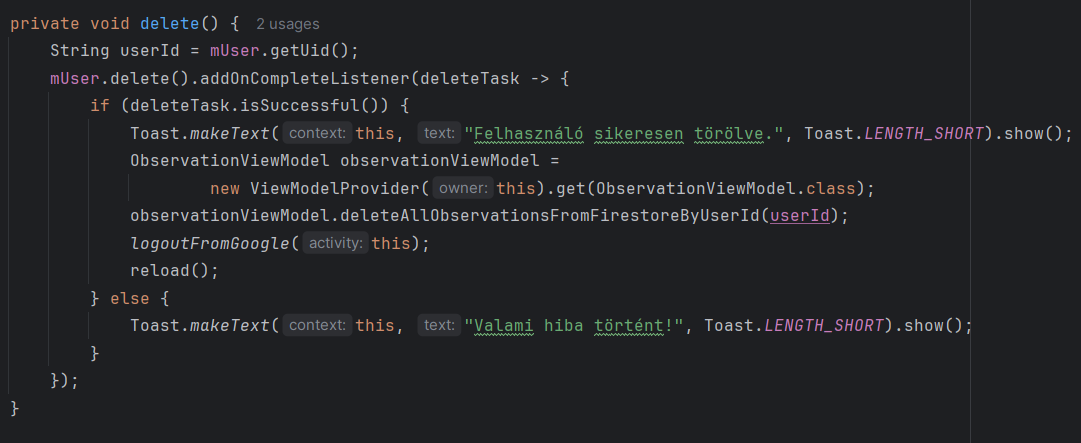 private void delete() { 2 usages
    String userId = mUser.getUid();
    mUser.delete().addOnCompleteListener(deleteTask -> {
        if (deleteTask.isSuccessful()) {
            Toast.makeText( context: this, text: "Felhasználó sikeresen törölve.", Toast.LENGTH_SHORT).show();
            ObservationViewModel observationViewModel =
                    new ViewModelProvider( owner: this).get(ObservationViewModel.class);
            observationViewModel.deleteAllObservationsFromFirestoreByUserId(userId);
            logoutFromGoogle( activity: this);
            reload();
        } else {
            Toast.makeText( context: this, text: "Valami hiba történt!", Toast.LENGTH_SHORT).show();
        }
    });
}